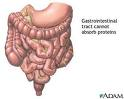 Gastrointestinal
tract cannot
absorb proteins
ADAM.